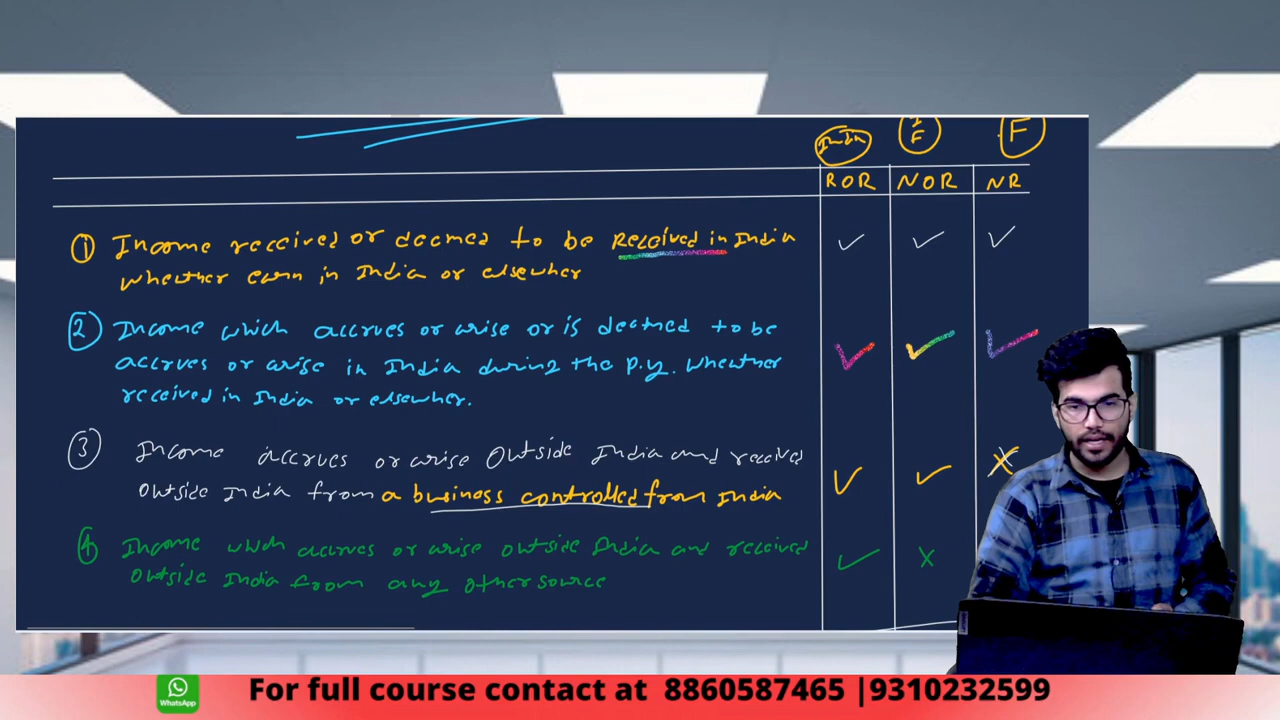 India I F F
ROR NOR NR
① Income received or deemed to be Received in India
whether earn in India or elsewher
② Income which accrues or arise or is deemed to be
accrues or arise in India during the p.y. whether
received in India or elsewher.
③ Income accrues or arise outside India and received
outside India from a business controlled from India
④ Income which accrues or arise outside India and received
outside India from any other source
WhatsApp
For full course contact at 8860587465 |9310232599